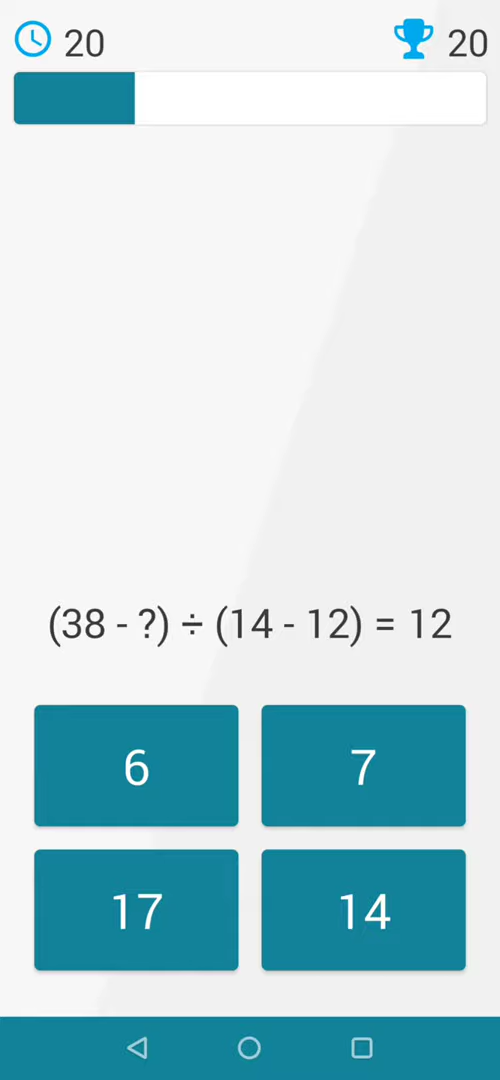 20 20
(38 - ?) ÷ (14 - 12) = 12
6 7
17 14